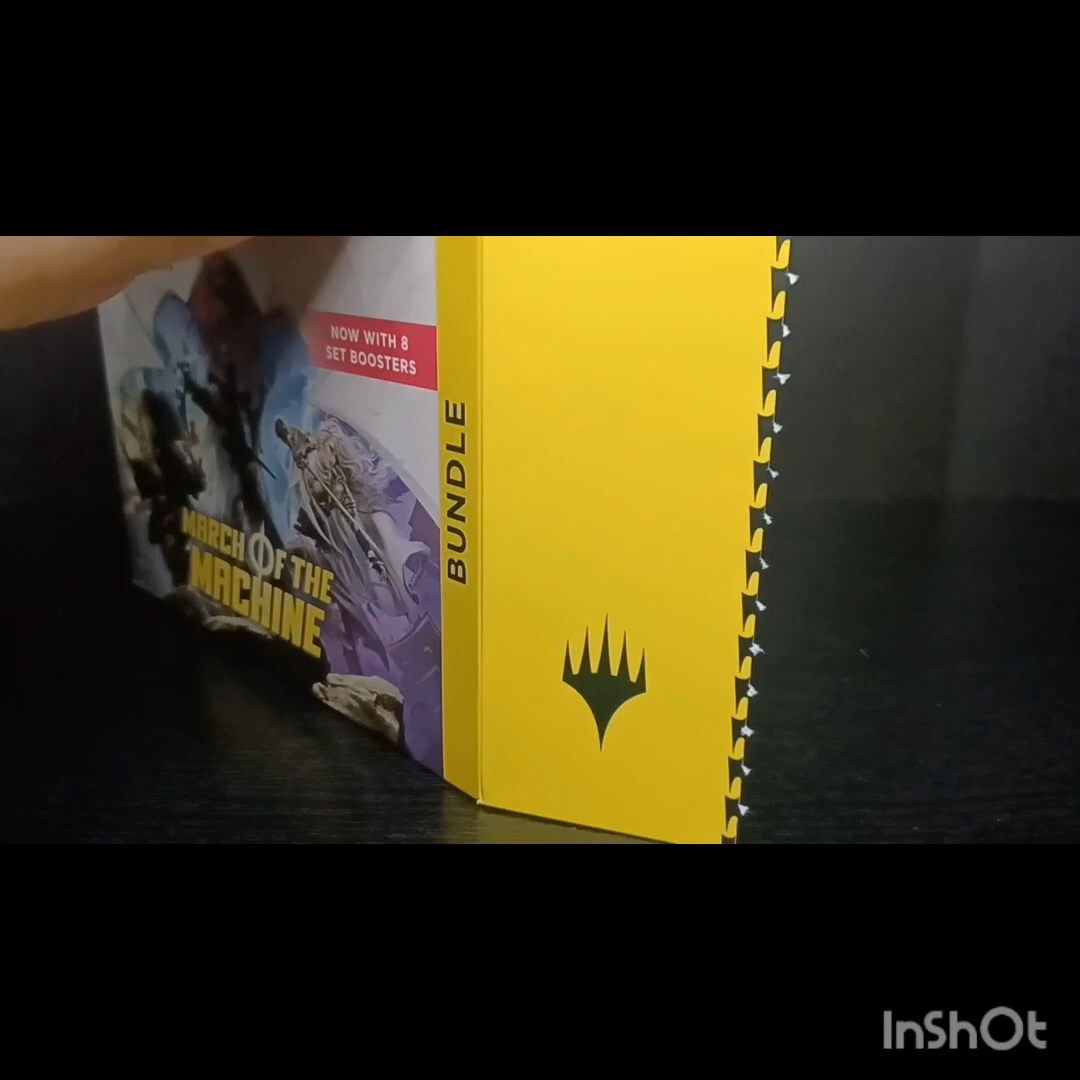 NOW WITH 8
SET BOOSTERS
BUNDLE
MARCH OF THE
MACHINE
InShOt